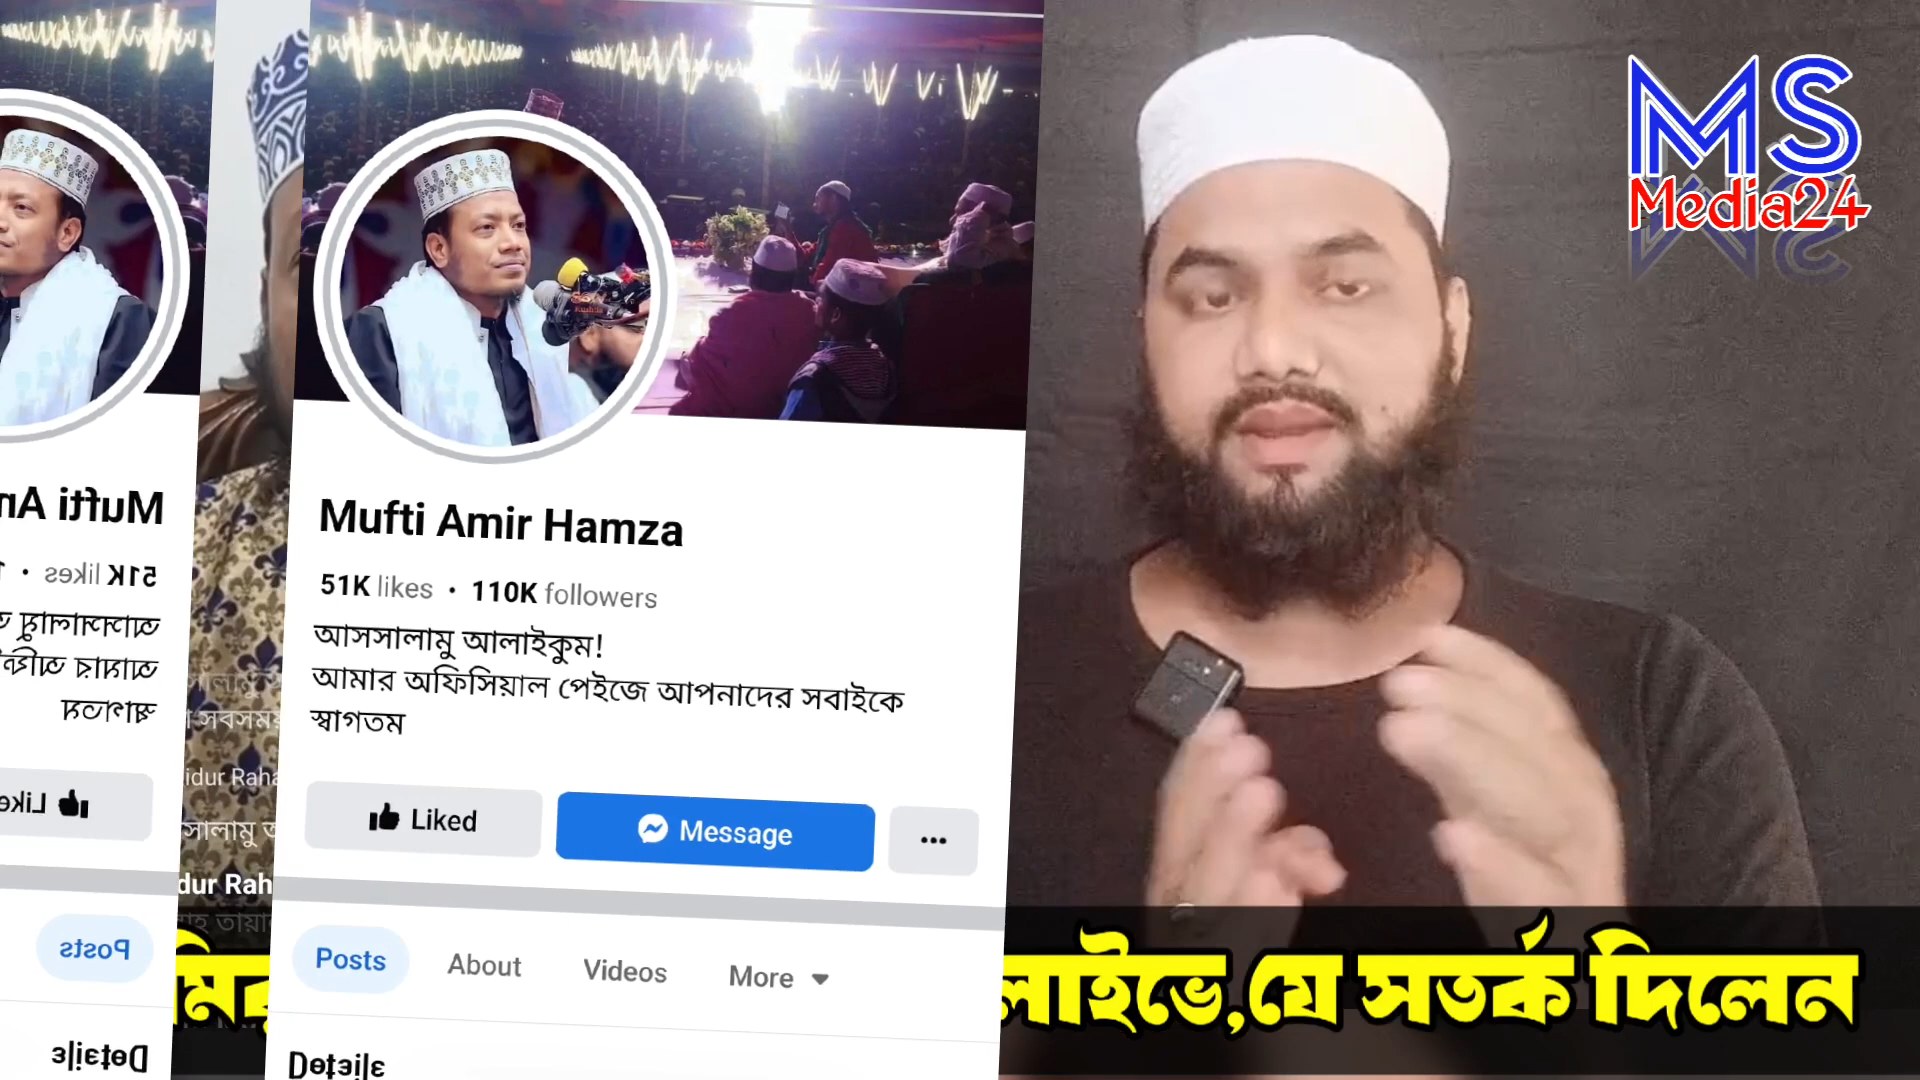 MS
Media24
Mufti Amir Hamza
51K likes • 110K followers
আসসালামু আলাইকুম!
আমার অফিসিয়াল পেইজে আপনাদের সবাইকে
স্বাগতম
Liked
Message
Posts
About
Videos
More
Details
লাইভে,যে সতর্ক দিলেন